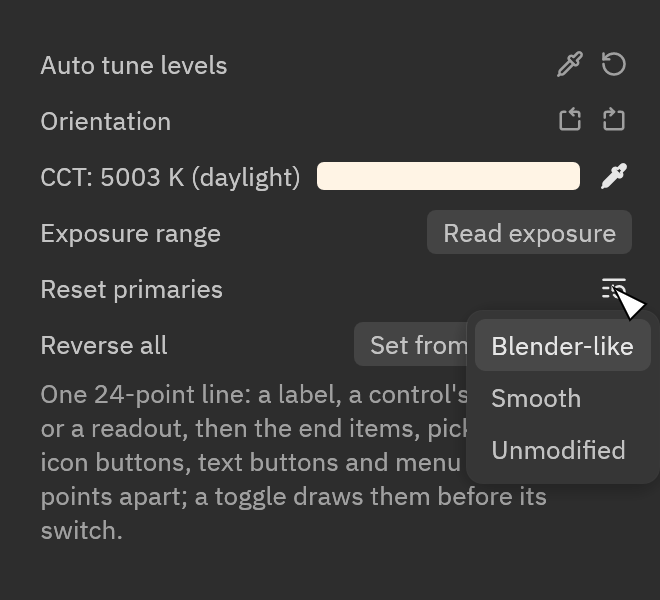 Auto tune levels
Orientation
CCT: 5003 K (daylight)
Exposure range
Read exposure
Reset primaries
Reverse all
Set from
Blender-like
Smooth
Unmodified
One 24-point line: a label, a control's
or a readout, then the end items,
icon buttons, text buttons and menu
points apart; a toggle draws them before its
switch.